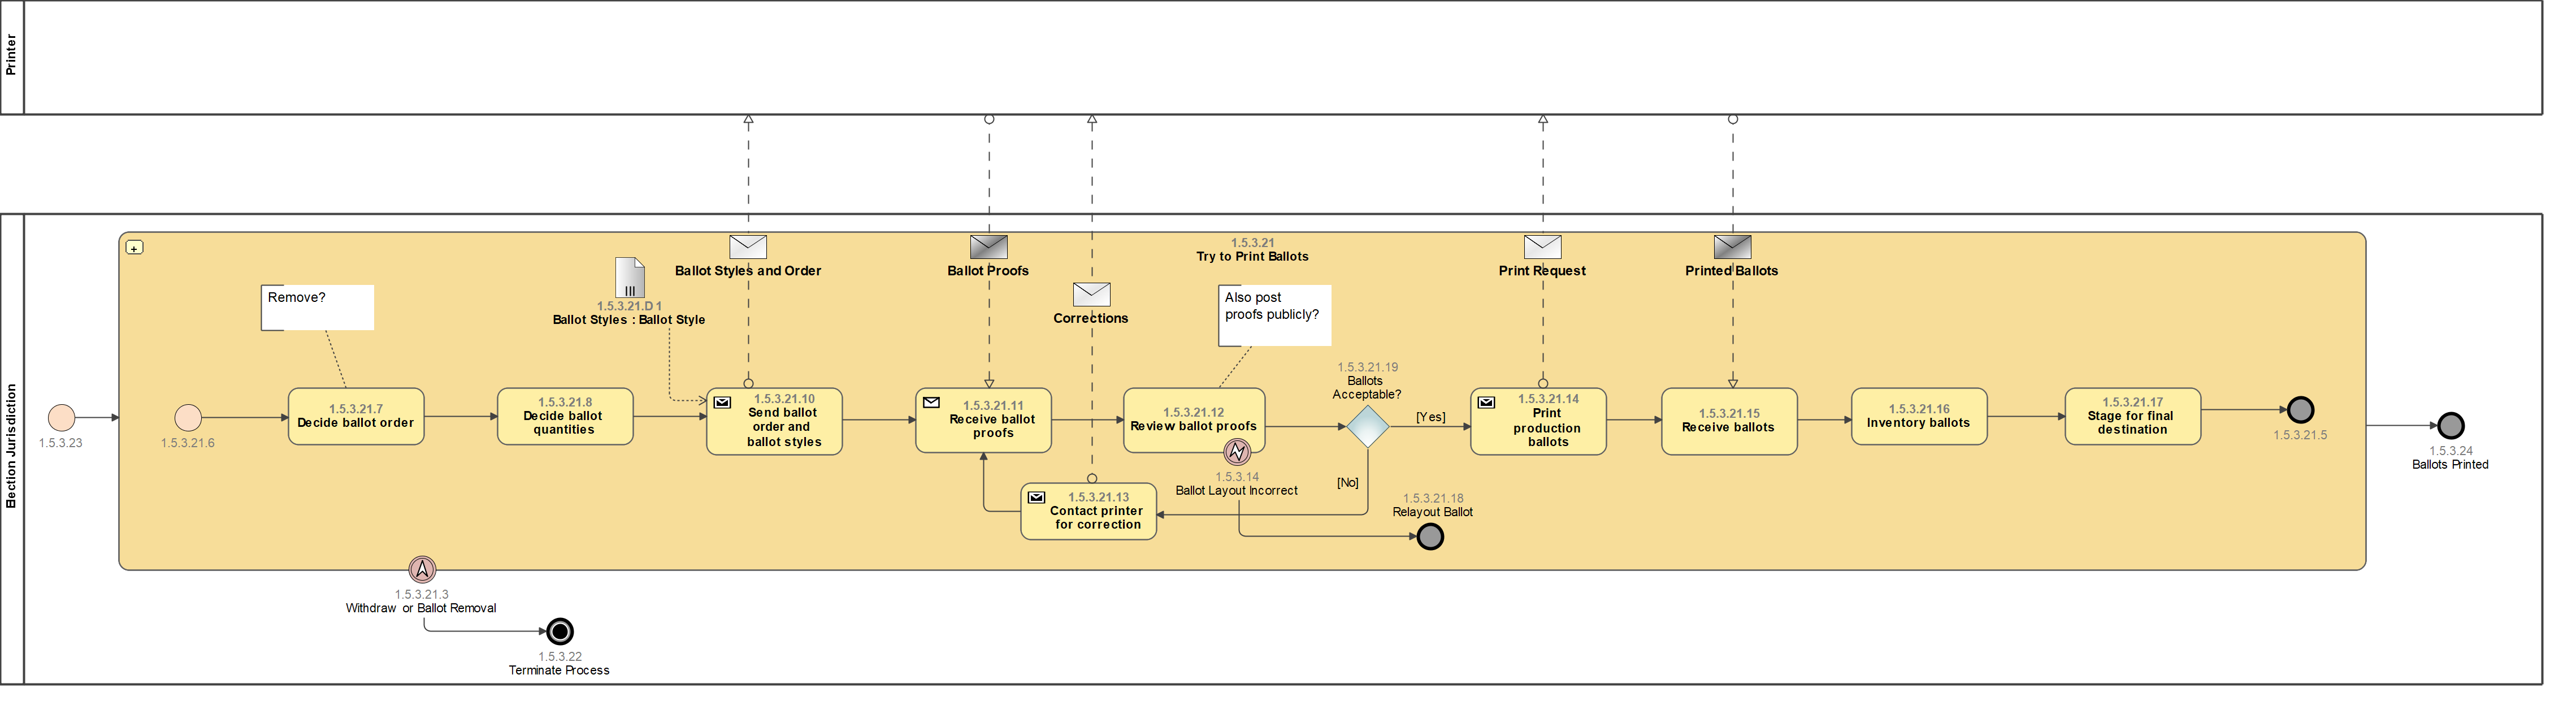 Printer
Election Jurisdiction
1.5.3.21
Try to Print Ballots
Ballot Styles and Order
Ballot Proofs
Corrections
Print Request
Printed Ballots
1.5.3.21.D 1
Ballot Styles : Ballot Style
Remove?
Also post
proofs publicly?
1.5.3.23
1.5.3.21.6
1.5.3.21.7
Decide ballot order
1.5.3.21.8
Decide ballot
quantities
1.5.3.21.10
Send ballot
order and
ballot styles
1.5.3.21.11
Receive ballot
proofs
1.5.3.21.12
Review ballot proofs
1.5.3.14
Ballot Layout Incorrect
1.5.3.21.19
Ballots
Acceptable?
[Yes]
[No]
1.5.3.21.13
Contact printer
for correction
1.5.3.21.18
Relayout Ballot
1.5.3.21.14
Print
production
ballots
1.5.3.21.15
Receive ballots
1.5.3.21.16
Inventory ballots
1.5.3.21.17
Stage for final
destination
1.5.3.21.5
1.5.3.24
Ballots Printed
1.5.3.21.3
Withdraw or Ballot Removal
1.5.3.22
Terminate Process